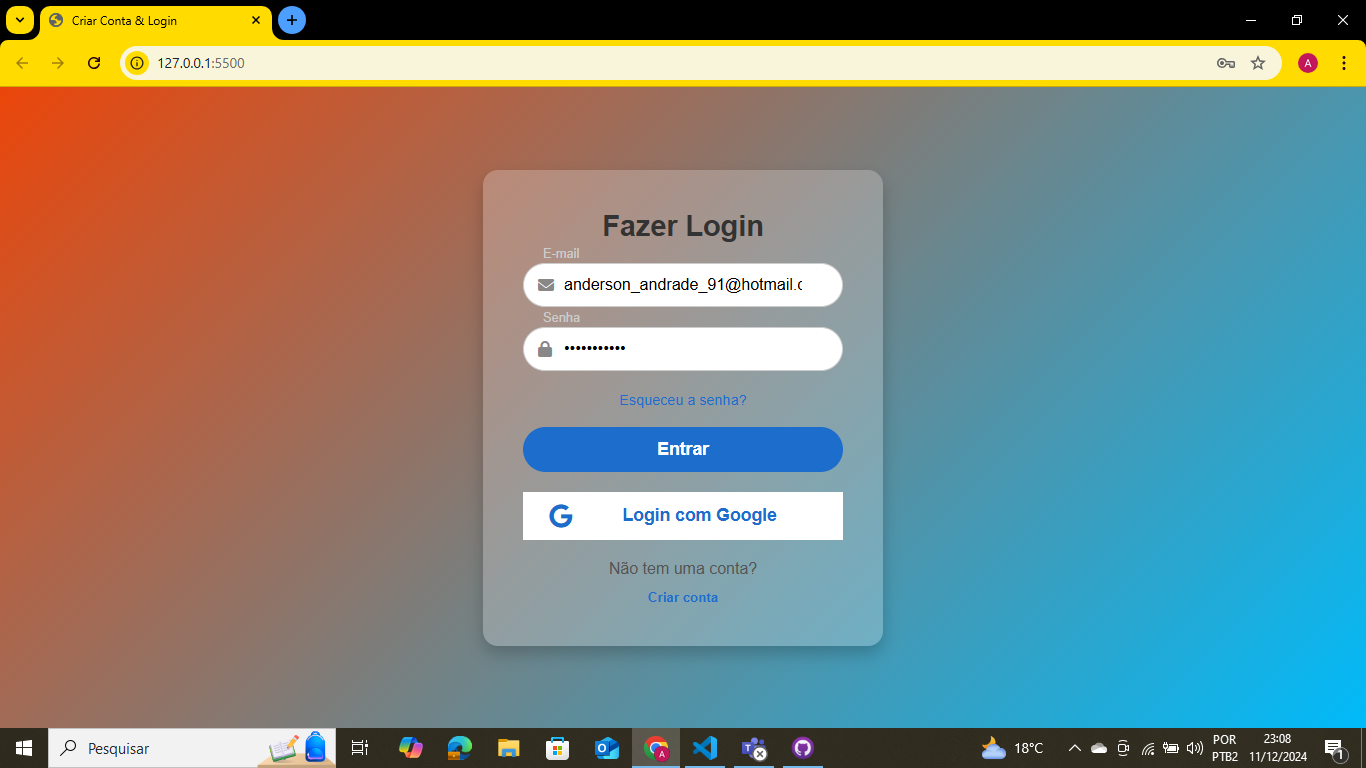 Criar Conta & Login
127.0.0.1:5500
A
Fazer Login
E-mail
anderson_andrade_91@hotmail.c
Senha
•••••••••••
Esqueceu a senha?
Entrar
G Login com Google
Não tem uma conta?
Criar conta
Pesquisar
18°C
POR
PTB2
23:08
11/12/2024
1